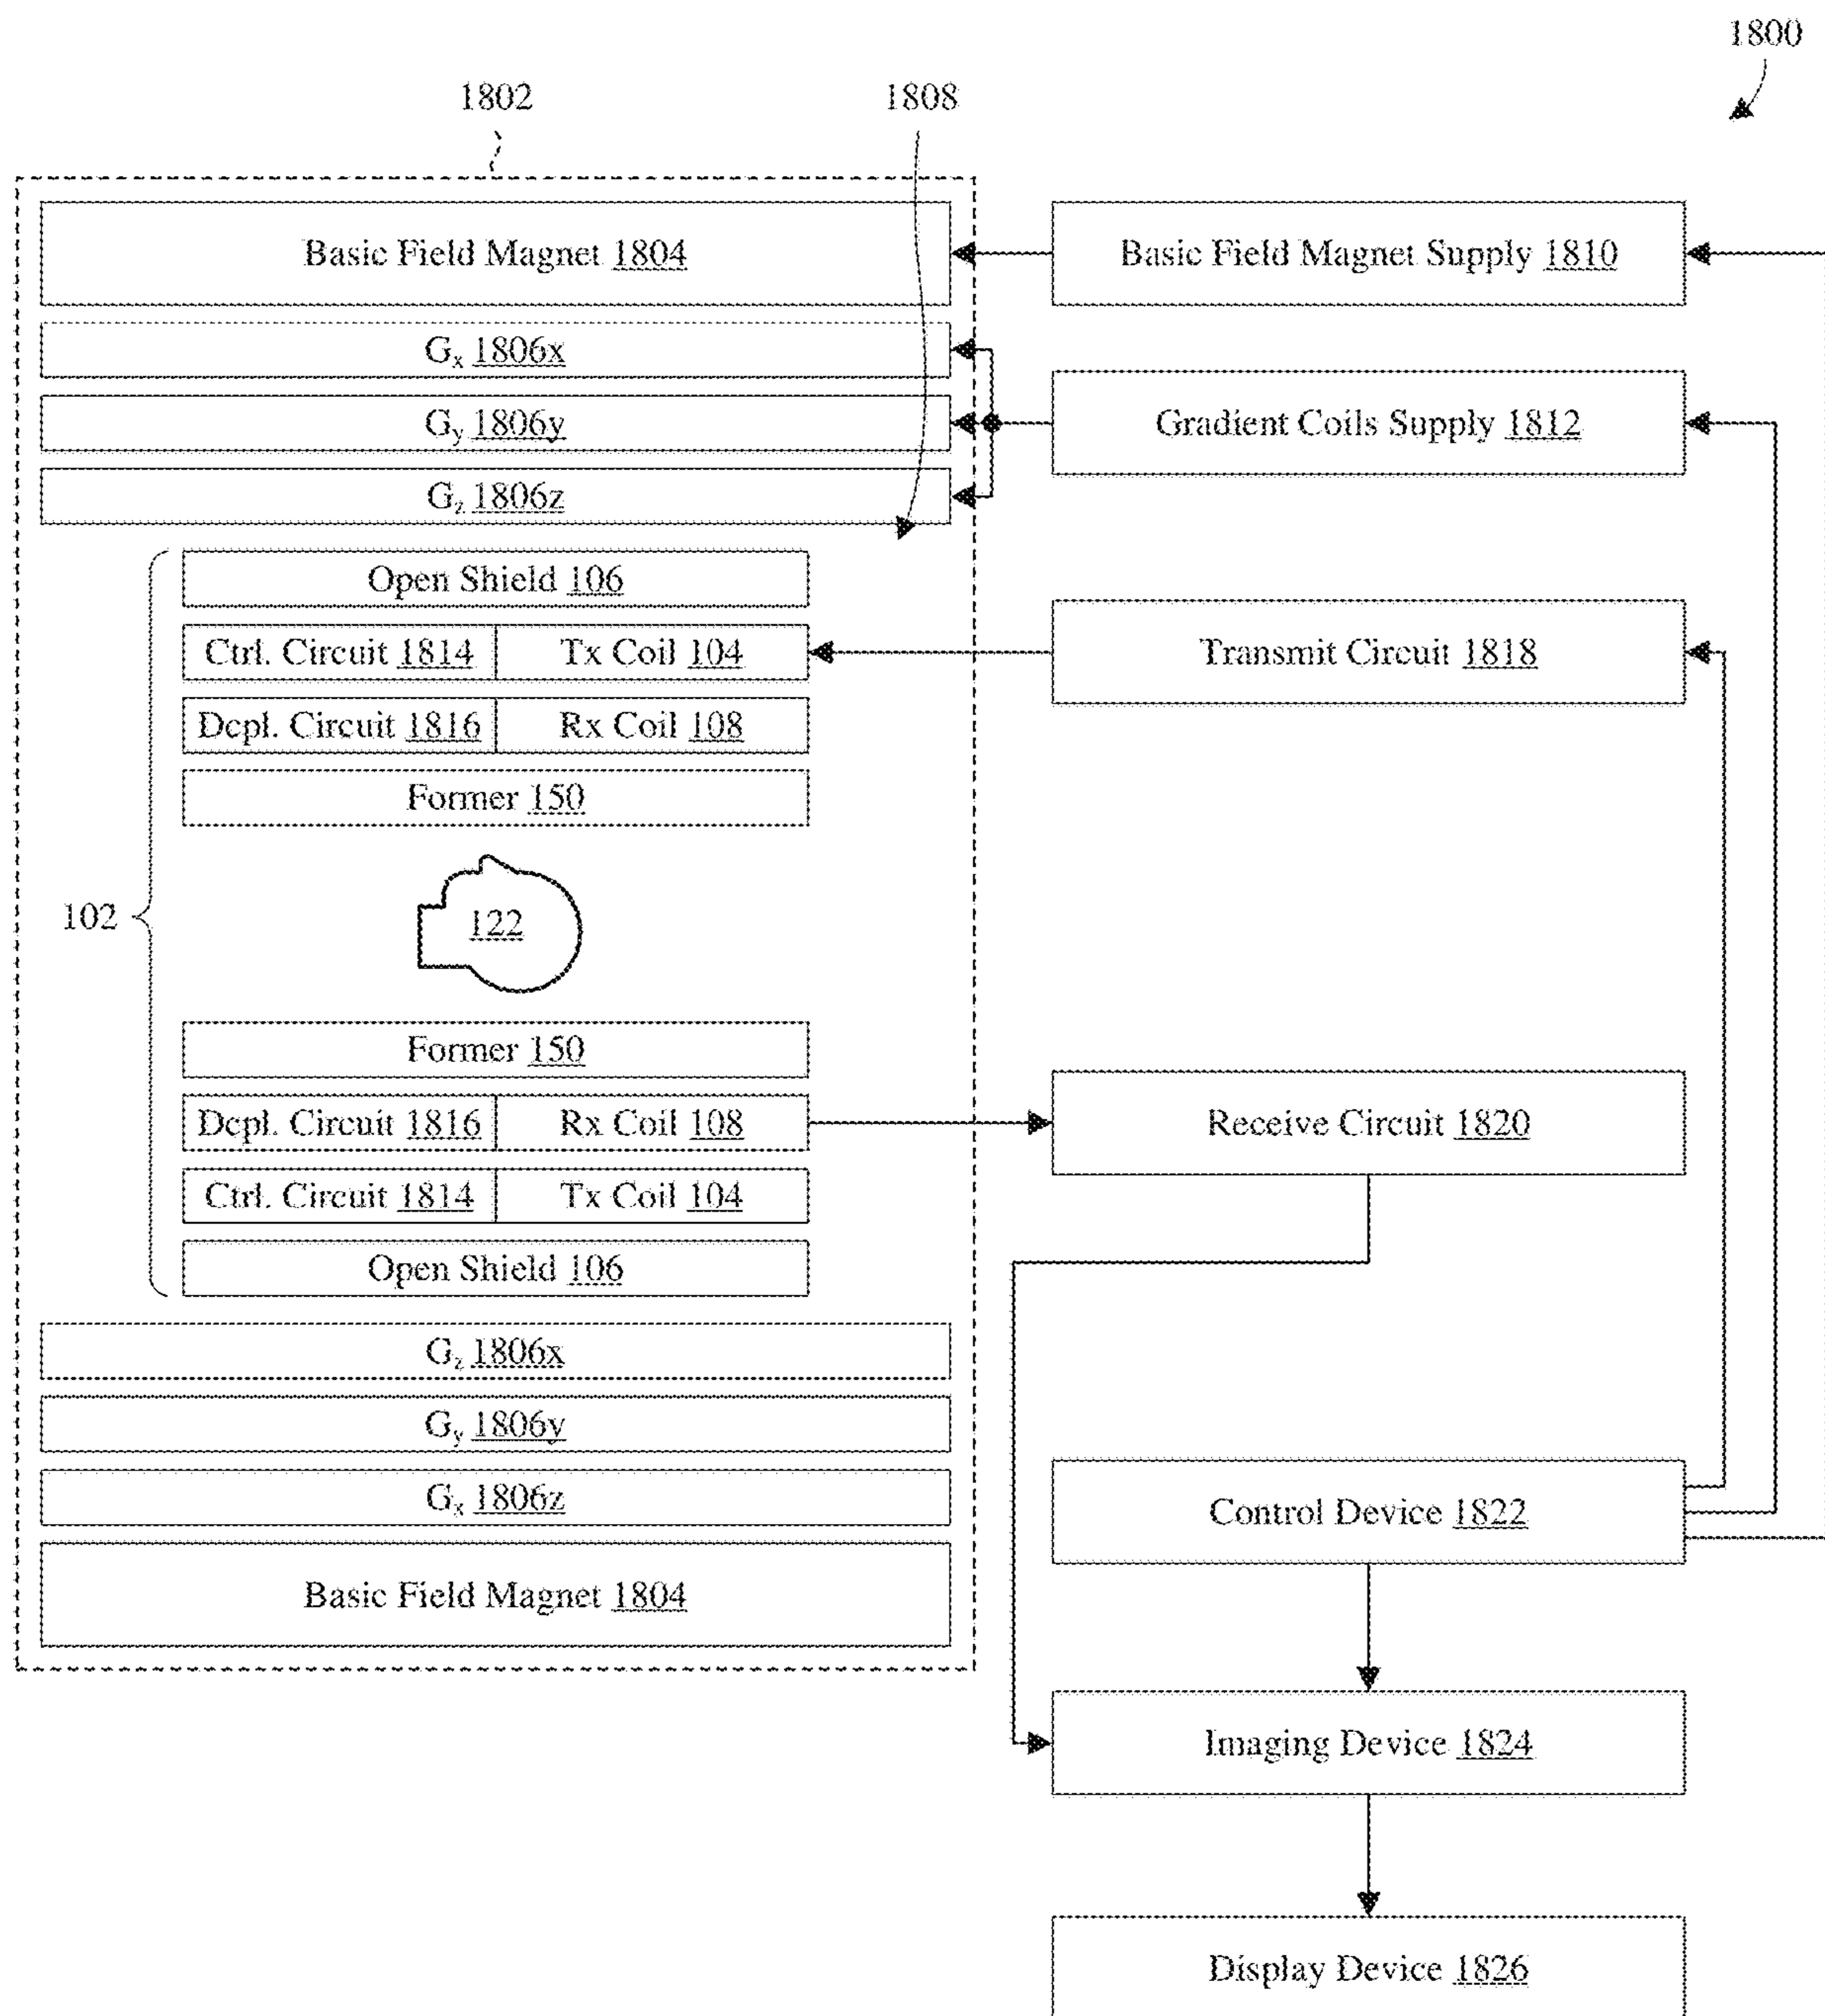 1800
1802
1808
Basic Field Magnet 1804
Basic Field Magnet Supply 1810
Gx 1806x
Gy 1806y
Gradient Coils Supply 1812
Gz 1806z
Open Shield 106
Ctrl. Circuit 1814
Tx Coil 104
Transmit Circuit 1818
Dcpl. Circuit 1816
Rx Coil 108
Former 150
102
122
Former 150
Dcpl. Circuit 1816
Rx Coil 108
Receive Circuit 1820
Ctrl. Circuit 1814
Tx Coil 104
Open Shield 106
Gz 1806x
Gy 1806y
Gx 1806z
Control Device 1822
Basic Field Magnet 1804
Imaging Device 1824
Display Device 1826